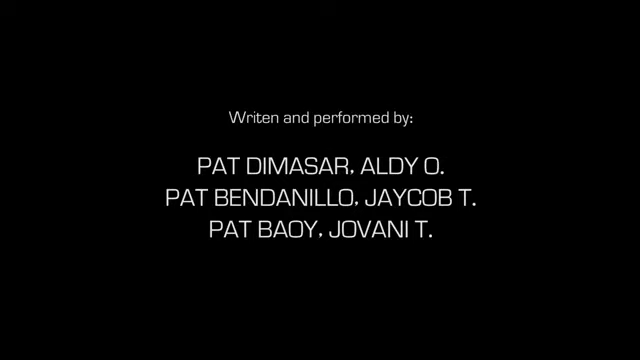 Writen and performed by:
PAT DIMASAR, ALDY O.
PAT BENDANILLO, JAYCOB T.
PAT BAOY, JOVANI T.